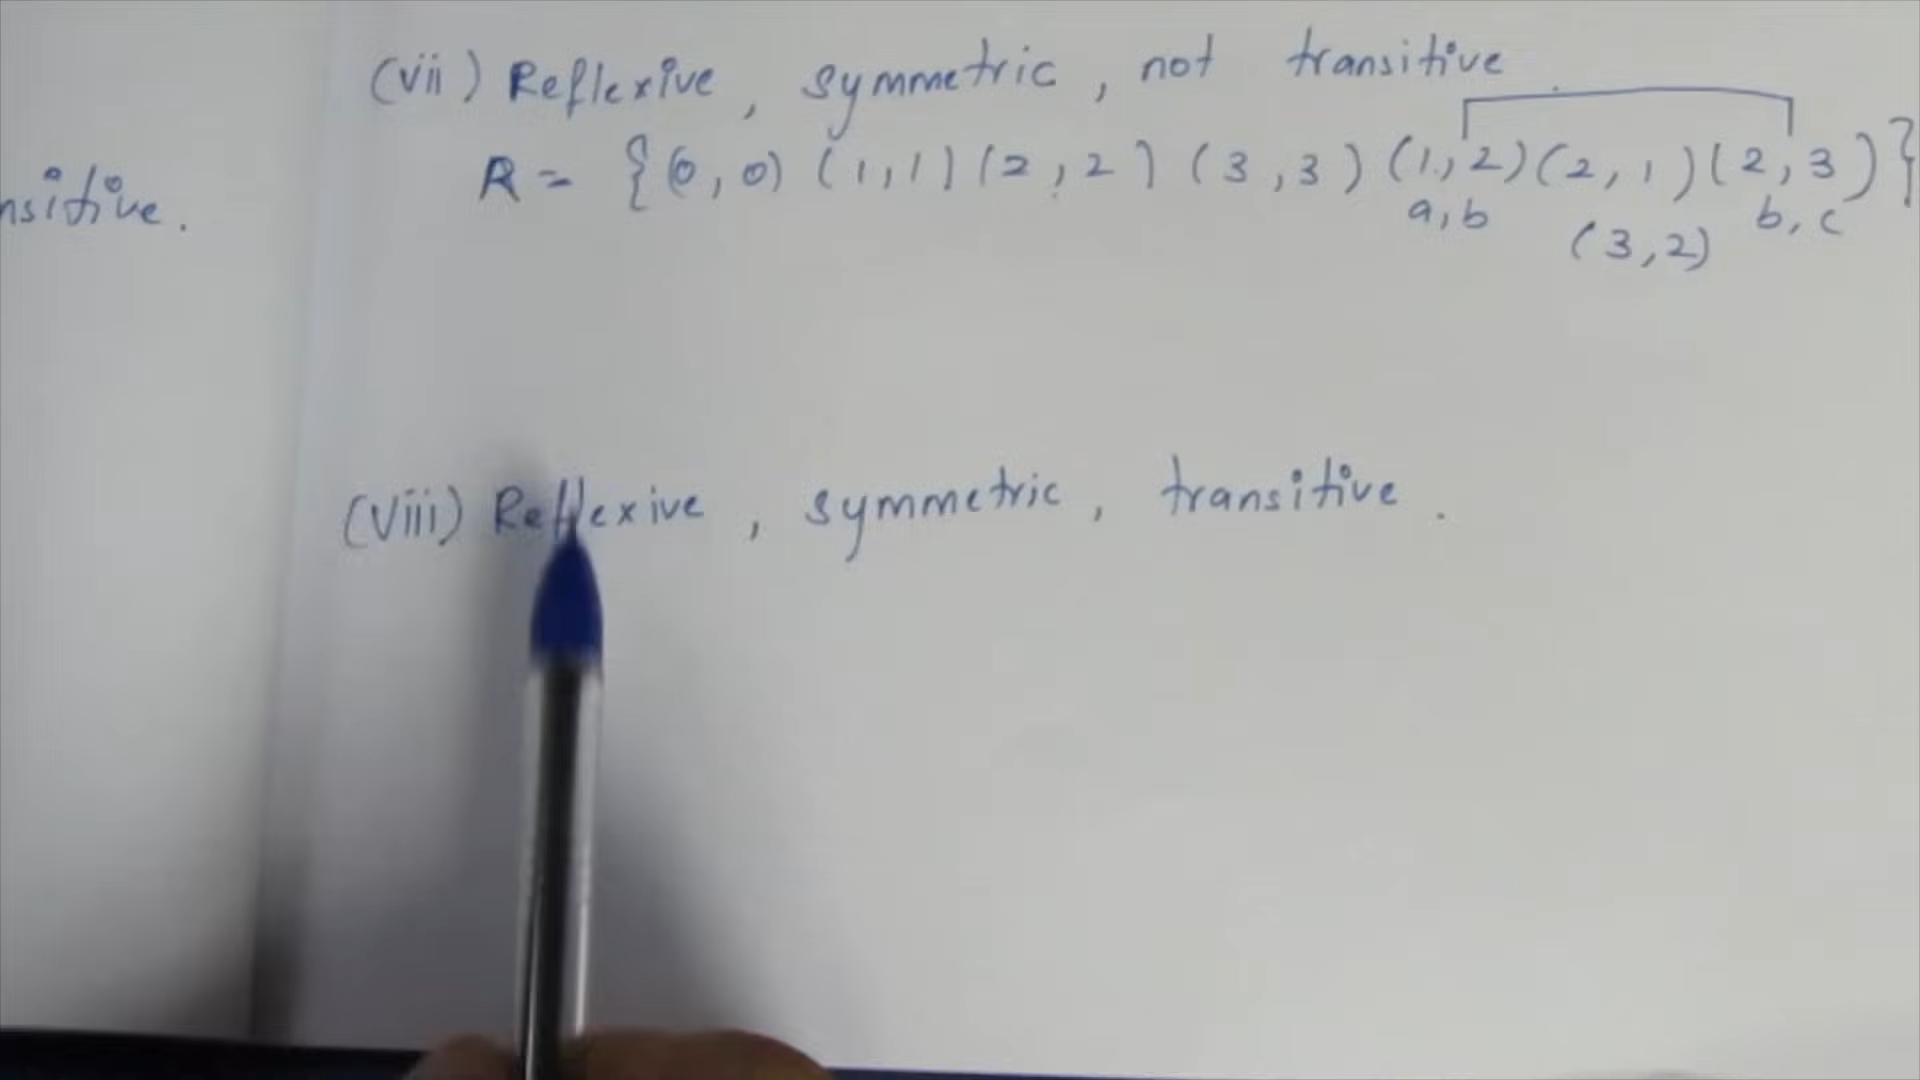 (vii) Reflexive, symmetric, not transitive
R = {(0,0) (1,1) (2,2) (3,3) (1,2) (2,1) (2,3)}
a,b (3,2) b,c
(viii) Reflexive, symmetric, transitive.